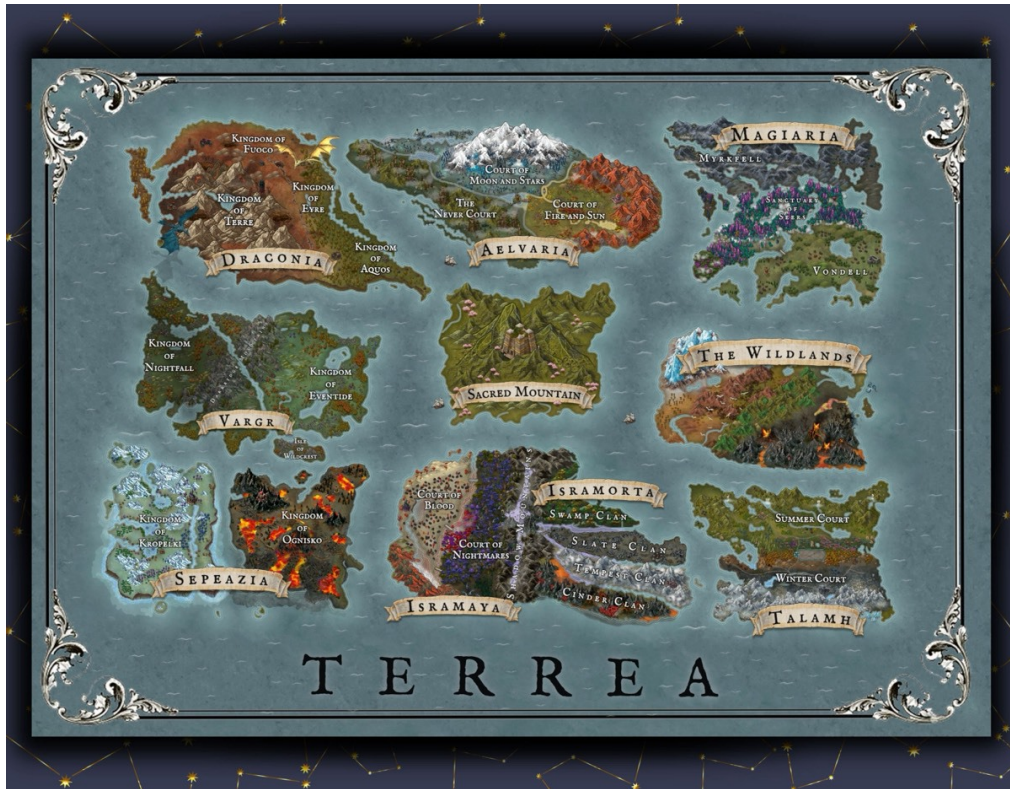 KINGDOM OF
FUOCO
KINGDOM
OF
EYRE
KINGDOM
OF
TERRE
KINGDOM
OF
AQUOS
DRACONIA
COURT OF
MOON AND STARS
THE
NEVER COURT
COURT OF
FIRE AND SUN
AELVARIA
MAGIARIA
MYRKFELL
SANCTUARY
OF
VONDELL
KINGDOM
OF
NIGHTFALL
KINGDOM
OF
EVENTIDE
VARGR
ISLE
OF
WILDCREST
SACRED MOUNTAIN
THE WILDLANDS
KINGDOM
OF
KROPELKI
KINGDOM
OF
OGNISKO
SEPEAZIA
COURT OF
BLOOD
COURT OF
NIGHTMARES
ISRAMAYA
ISRAMORTA
SWAMP CLAN
SLATE CLAN
TEMPEST CLAN
CINDER CLAN
SUMMER COURT
WINTER COURT
TALAMH
TERREA